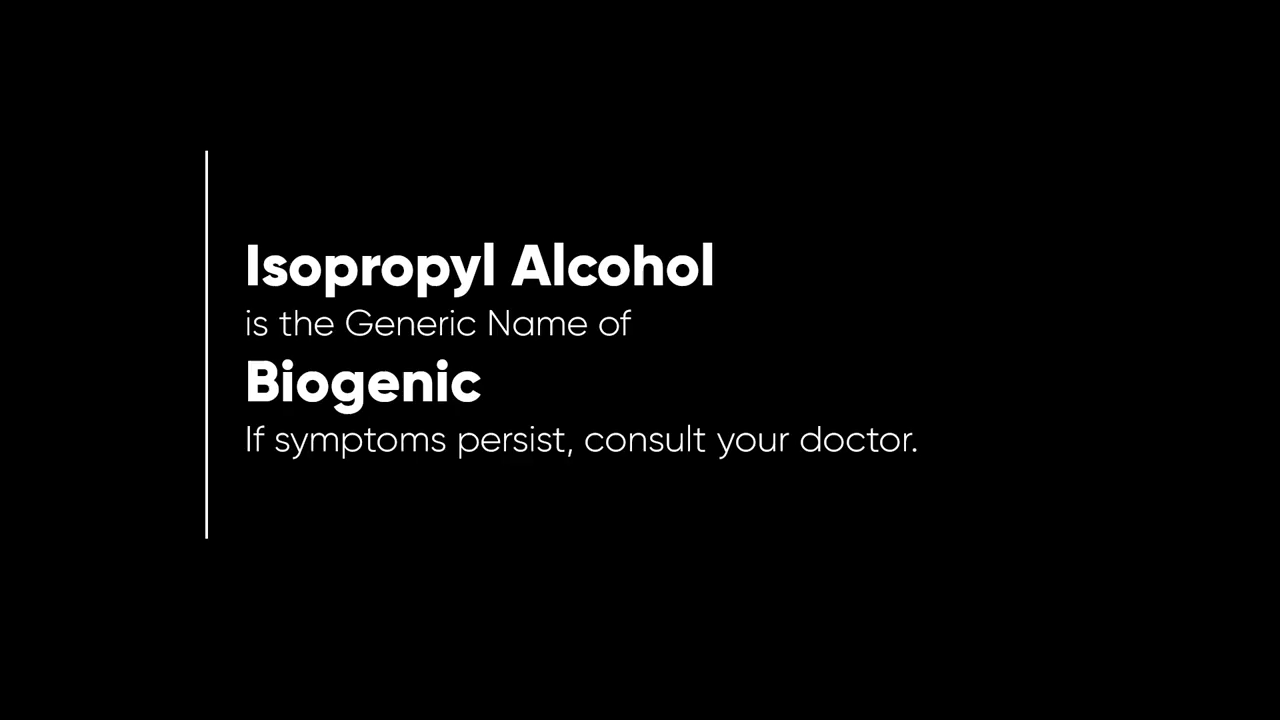 Isopropyl Alcohol
is the Generic Name of
Biogenic
If symptoms persist, consult your doctor.